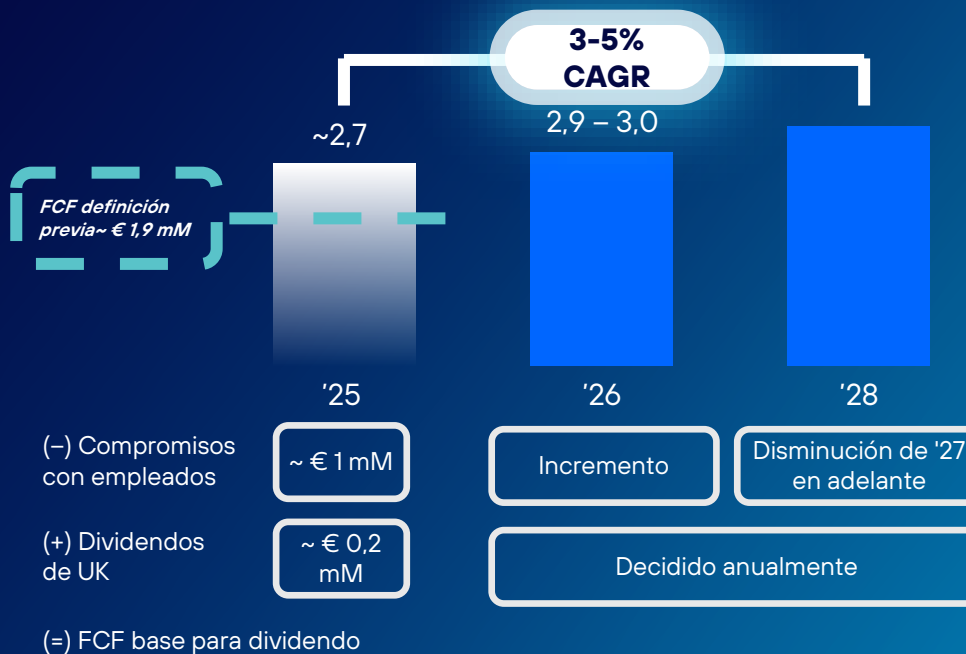 3-5%
CAGR
~2,7
2,9 – 3,0
FCF definición
previa~ € 1,9 mM
'25
'26
'28
(–) Compromisos
con empleados
~ € 1 mM
Incremento
Disminución de '27
en adelante
(+) Dividendos
de UK
~ € 0,2
mM
Decidido anualmente
(=) FCF base para dividendo